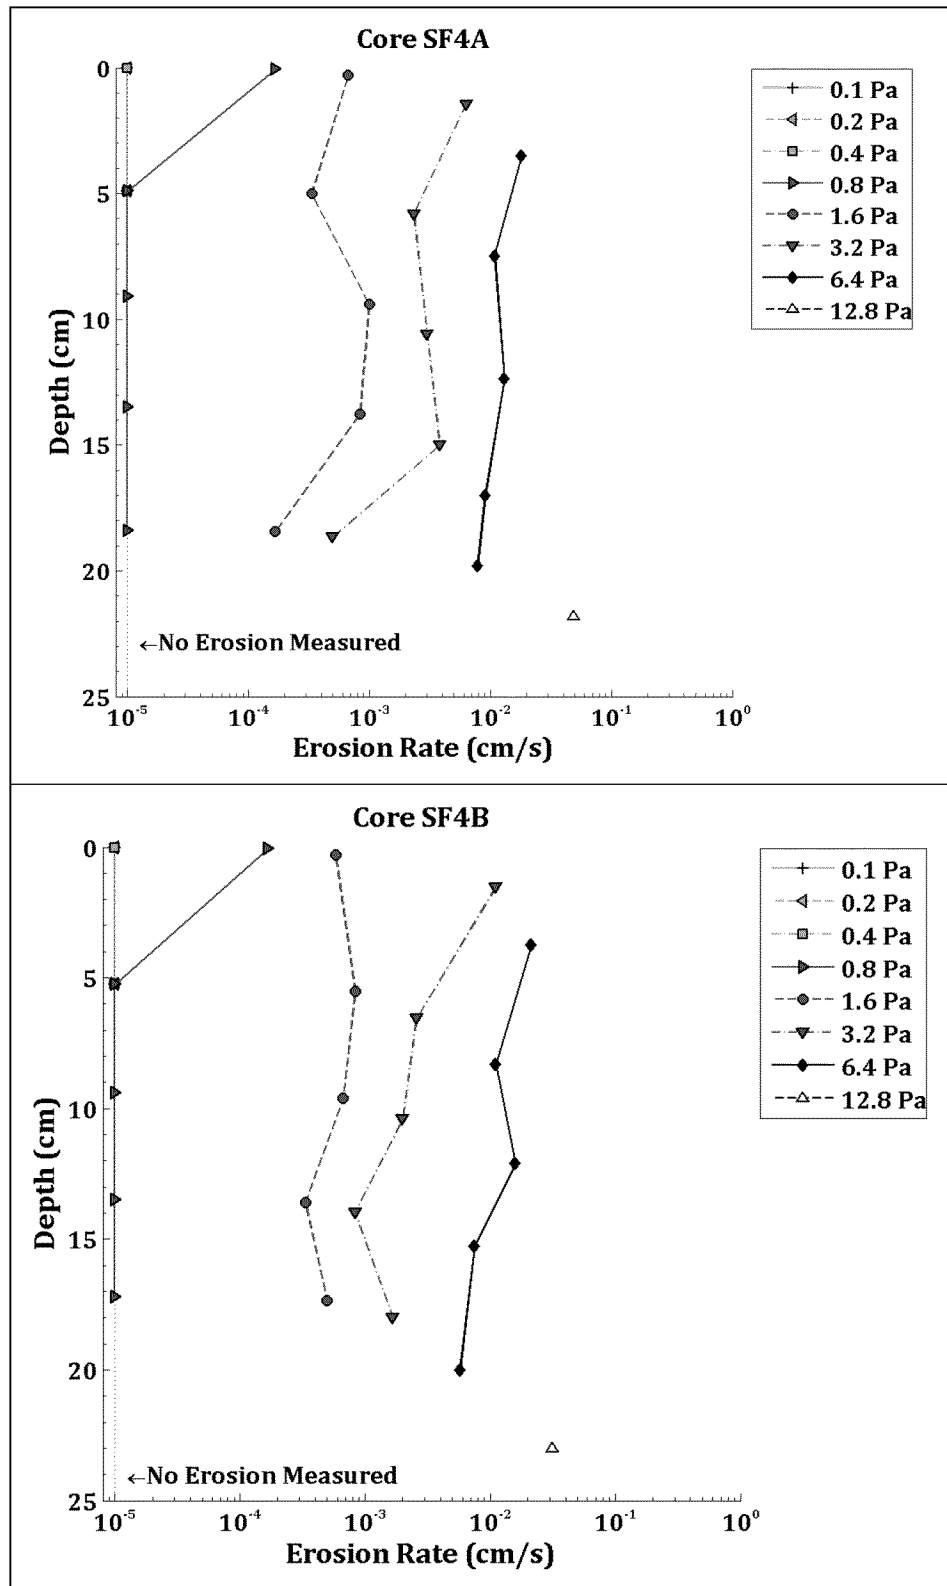 Core SF4A
0
5
10
15
20
25
Depth (cm)
←No Erosion Measured
10⁻⁵ 10⁻⁴ 10⁻³ 10⁻² 10⁻¹ 10⁰
Erosion Rate (cm/s)
0.1 Pa
0.2 Pa
0.4 Pa
0.8 Pa
1.6 Pa
3.2 Pa
6.4 Pa
12.8 Pa
Core SF4B
0
5
10
15
20
25
Depth (cm)
←No Erosion Measured
10⁻⁵ 10⁻⁴ 10⁻³ 10⁻² 10⁻¹ 10⁰
Erosion Rate (cm/s)
0.1 Pa
0.2 Pa
0.4 Pa
0.8 Pa
1.6 Pa
3.2 Pa
6.4 Pa
12.8 Pa